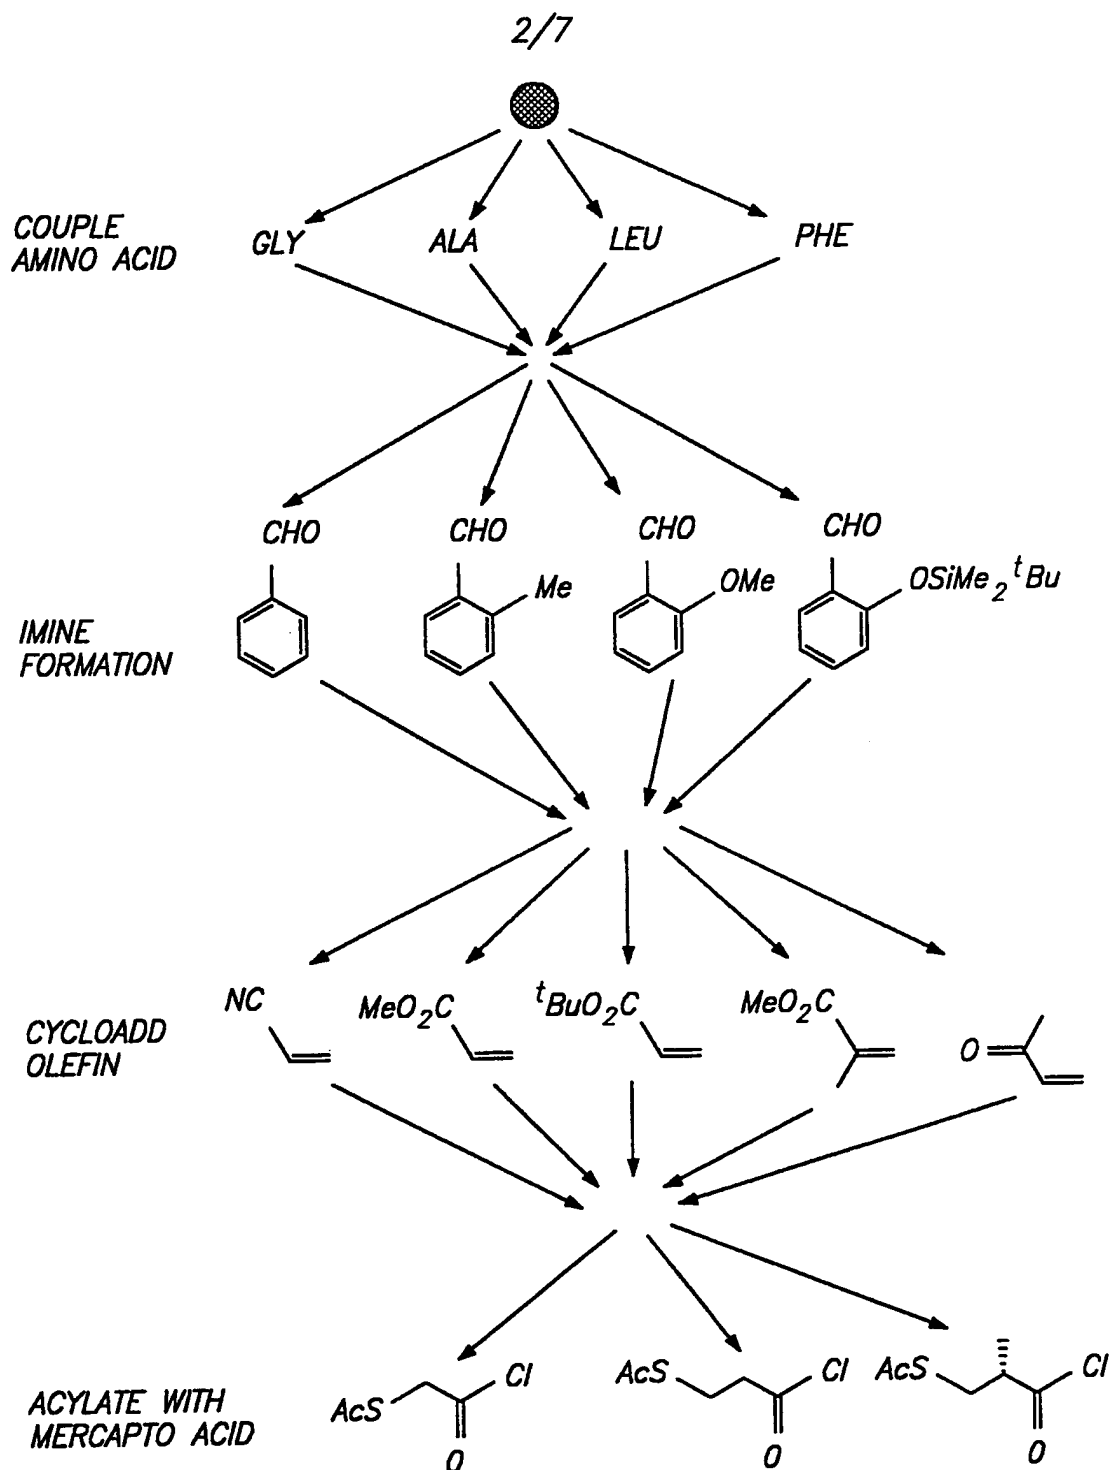 2/7
COUPLE
AMINO ACID
GLY
ALA
LEU
PHE
CHO
CHO
CHO
CHO
Me
OMe
OSiMe2tBu
IMINE
FORMATION
NC
MeO2C
tBuO2C
MeO2C
O
CYCLOADD
OLEFIN
AcS
Cl
O
AcS
Cl
O
AcS
Cl
O
ACYLATE WITH
MERCAPTO ACID